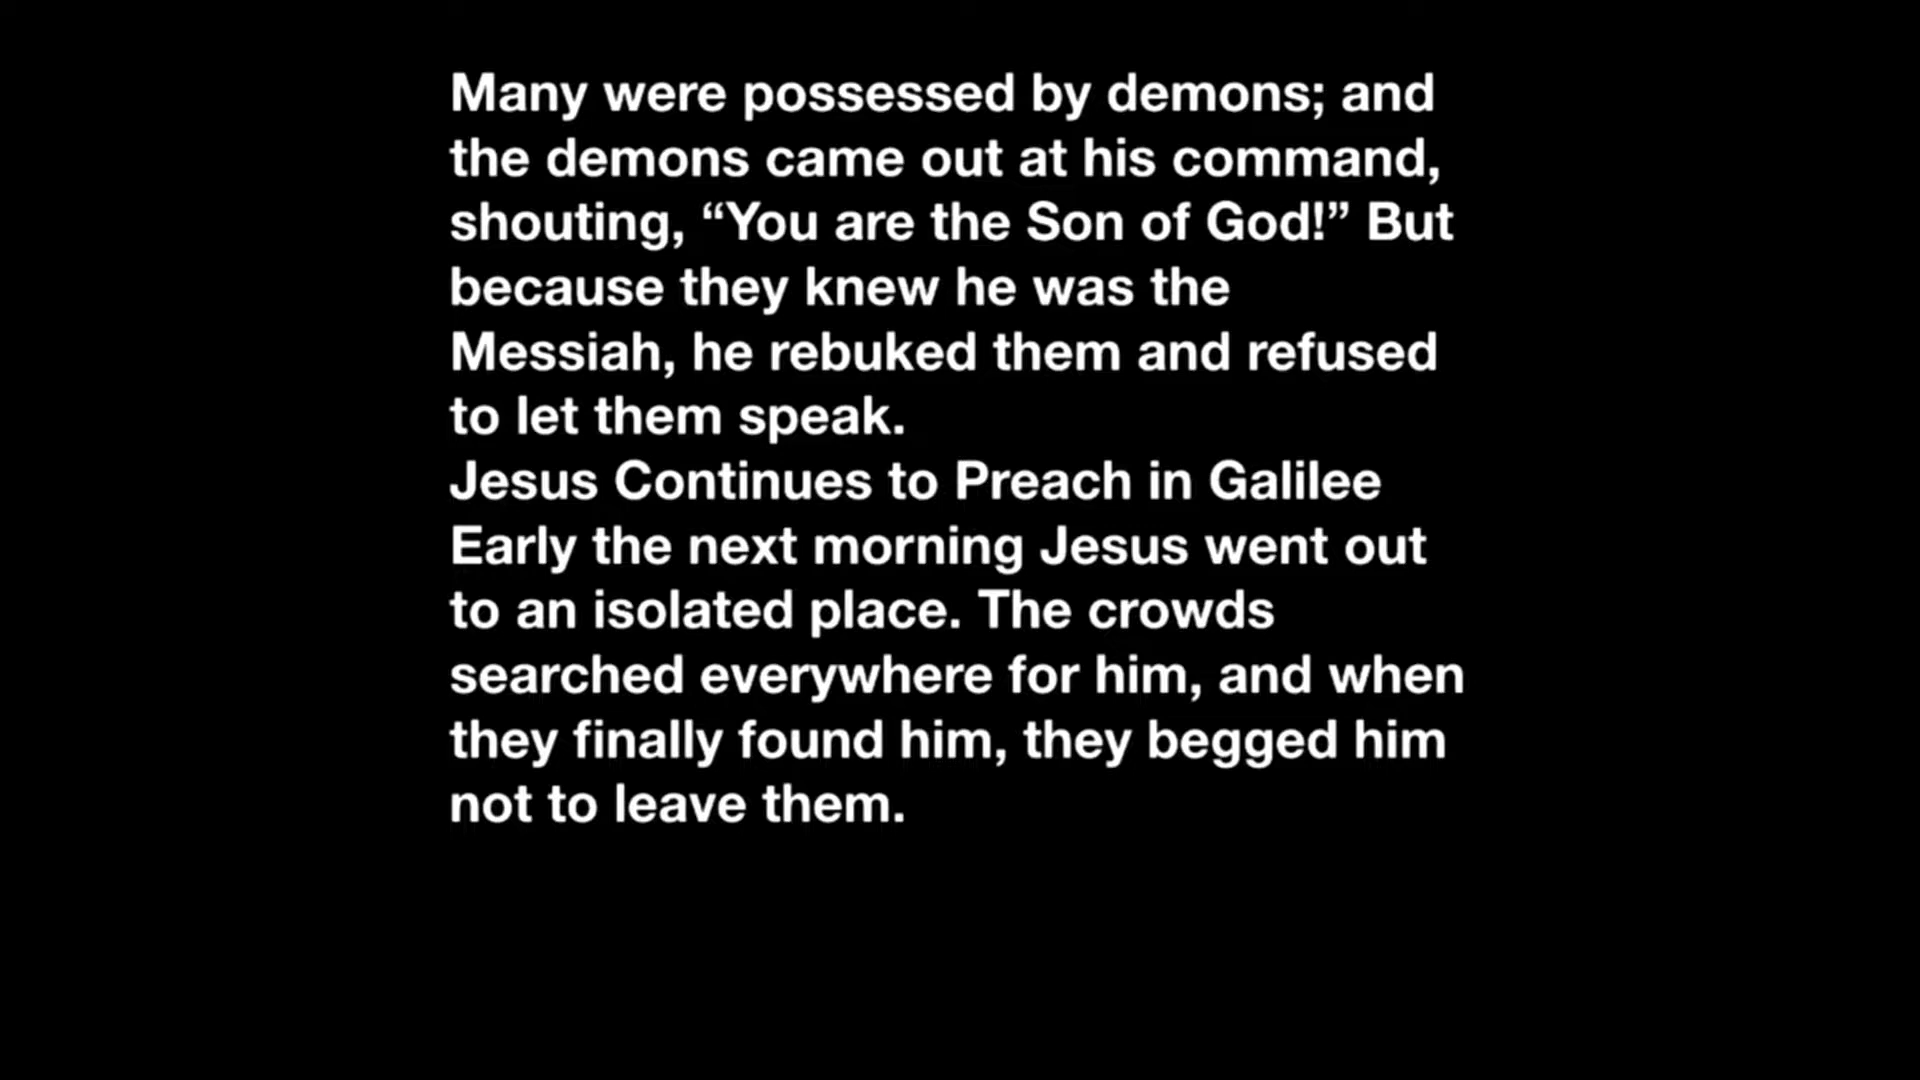 Many were possessed by demons; and
the demons came out at his command,
shouting, “You are the Son of God!” But
because they knew he was the
Messiah, he rebuked them and refused
to let them speak.
Jesus Continues to Preach in Galilee
Early the next morning Jesus went out
to an isolated place. The crowds
searched everywhere for him, and when
they finally found him, they begged him
not to leave them.